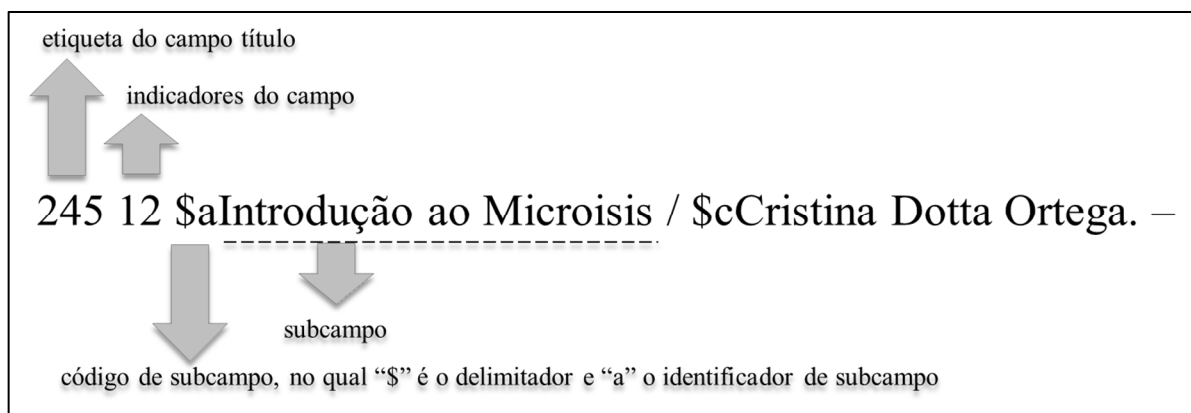 etiqueta do campo título
indicadores do campo
245 12 $aIntrodução ao Microisis / $cCristina Dotta Ortega. –
subcampo
código de subcampo, no qual “$” é o delimitador e “a” o identificador de subcampo